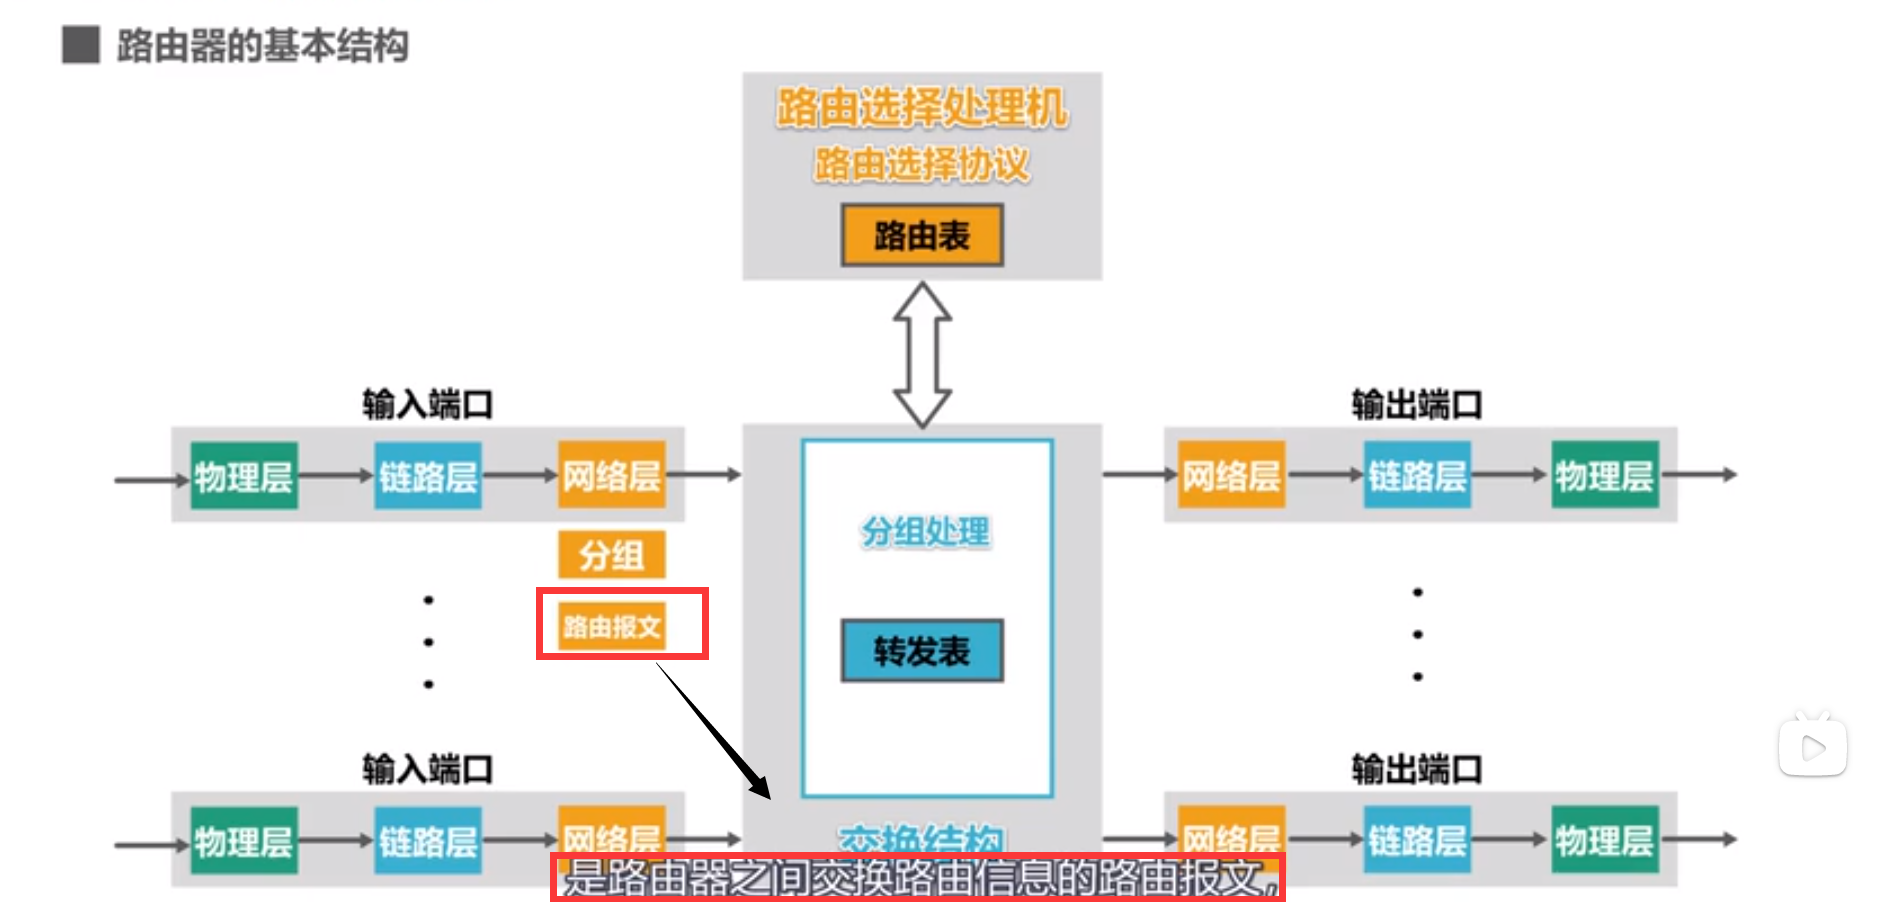 路由器的基本结构
路由选择处理机
路由选择协议
路由表
输入端口
输出端口
物理层
链路层
网络层
网络层
链路层
物理层
分组处理
分组
路由报文
转发表
输入端口
输出端口
物理层
链路层
网络层
交换结构
网络层
链路层
物理层
是路由器之间交换路由信息的路由报文,